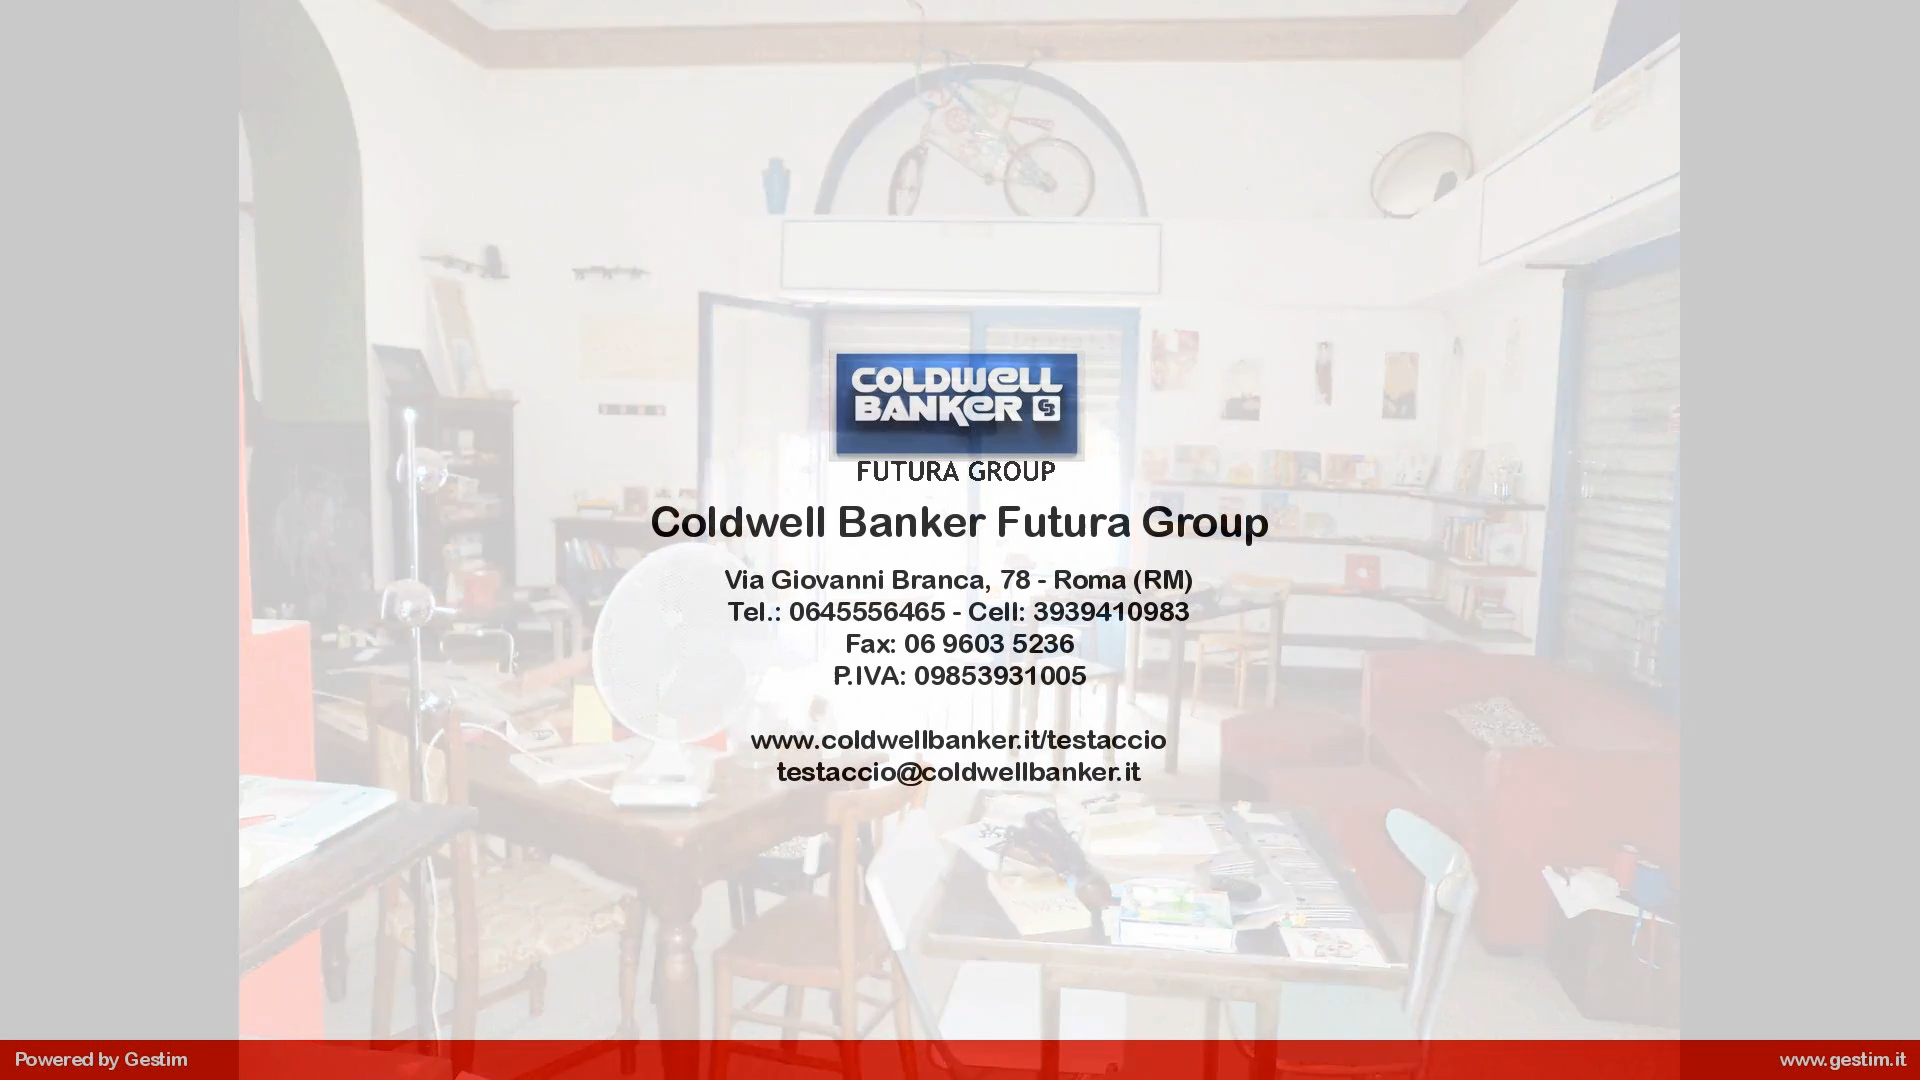 COLDWELL
BANKER CB
FUTURA GROUP
Coldwell Banker Futura Group
Via Giovanni Branca, 78 - Roma (RM)
Tel.: 0645556465 - Cell: 3939410983
Fax: 06 9603 5236
P.IVA: 09853931005
www.coldwellbanker.it/testaccio
testaccio@coldwellbanker.it
Powered by Gestim
www.gestim.it